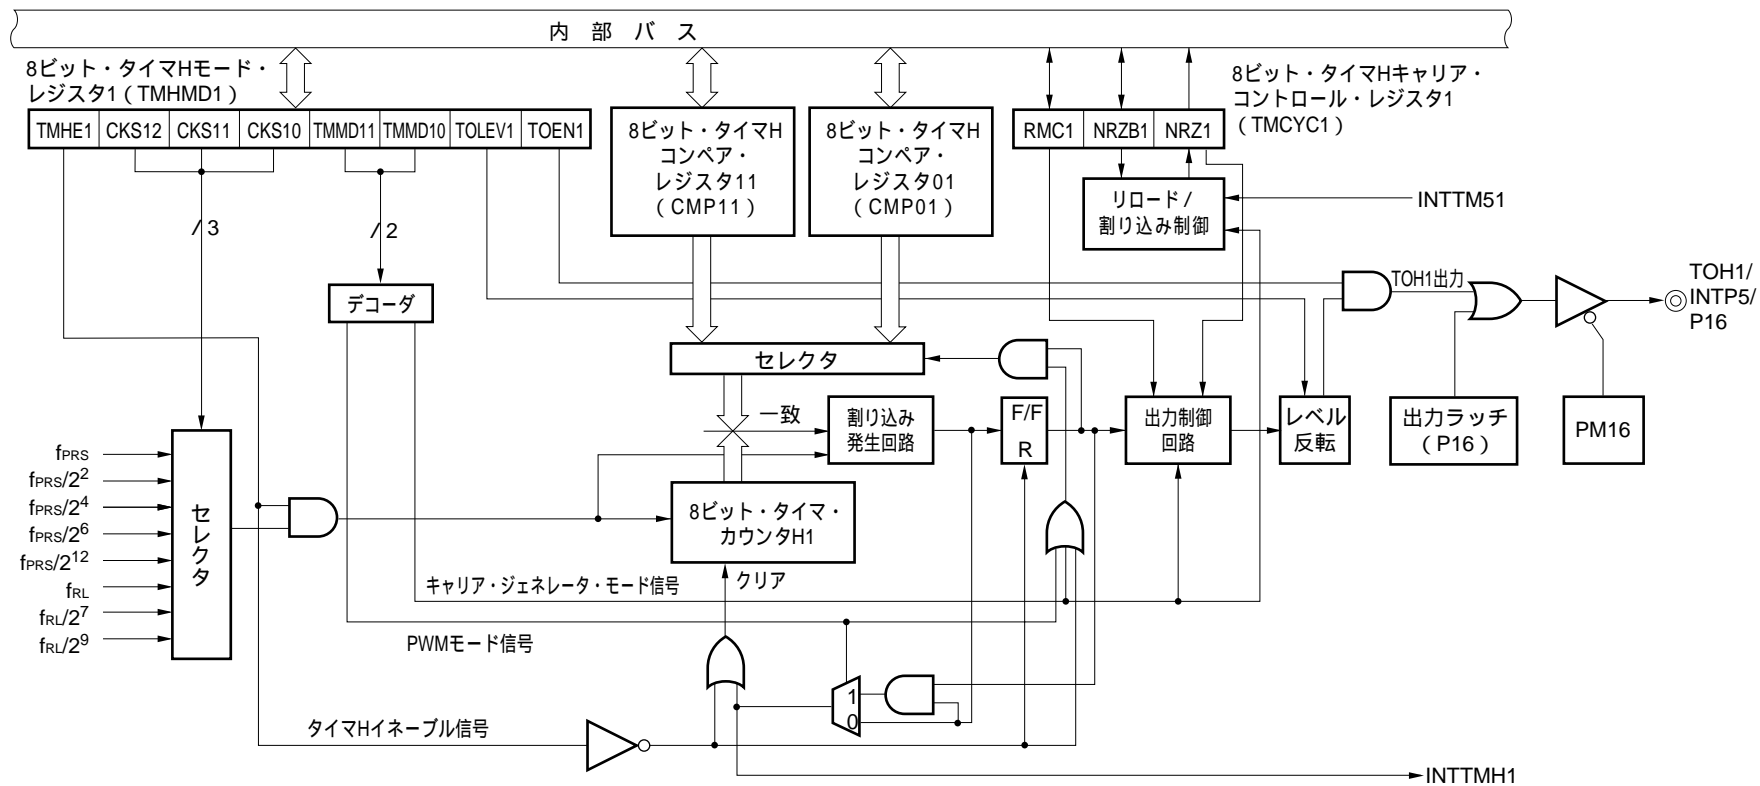 内 部 バ ス
8ビット・タイマHモード・
レジスタ1（TMHMD1）
8ビット・タイマHキャリア・
コントロール・レジスタ1
（TMCYC1）
TMHE1 CKS12 CKS11 CKS10 TMMD11 TMMD10 TOLEV1 TOEN1
8ビット・タイマH
コンペア・
レジスタ11
（CMP11）
8ビット・タイマH
コンペア・
レジスタ01
（CMP01）
RMC1 NRZB1 NRZ1
リロード/
割り込み制御
INTTM51
3
2
デコーダ
TOH1出力
TOH1/
INTP5/
P16
セレクタ
一致
割り込み
発生回路
F/F
R
出力制御
回路
レベル
反転
出力ラッチ
（P16）
PM16
fPRS
fPRS/2²
fPRS/2⁴
fPRS/2⁶
fPRS/2¹²
fRL
fRL/2⁷
fRL/2⁹
セレクタ
8ビット・タイマ・
カウンタH1
キャリア・ジェネレータ・モード信号
クリア
PWMモード信号
1
0
タイマHイネーブル信号
INTTMH1